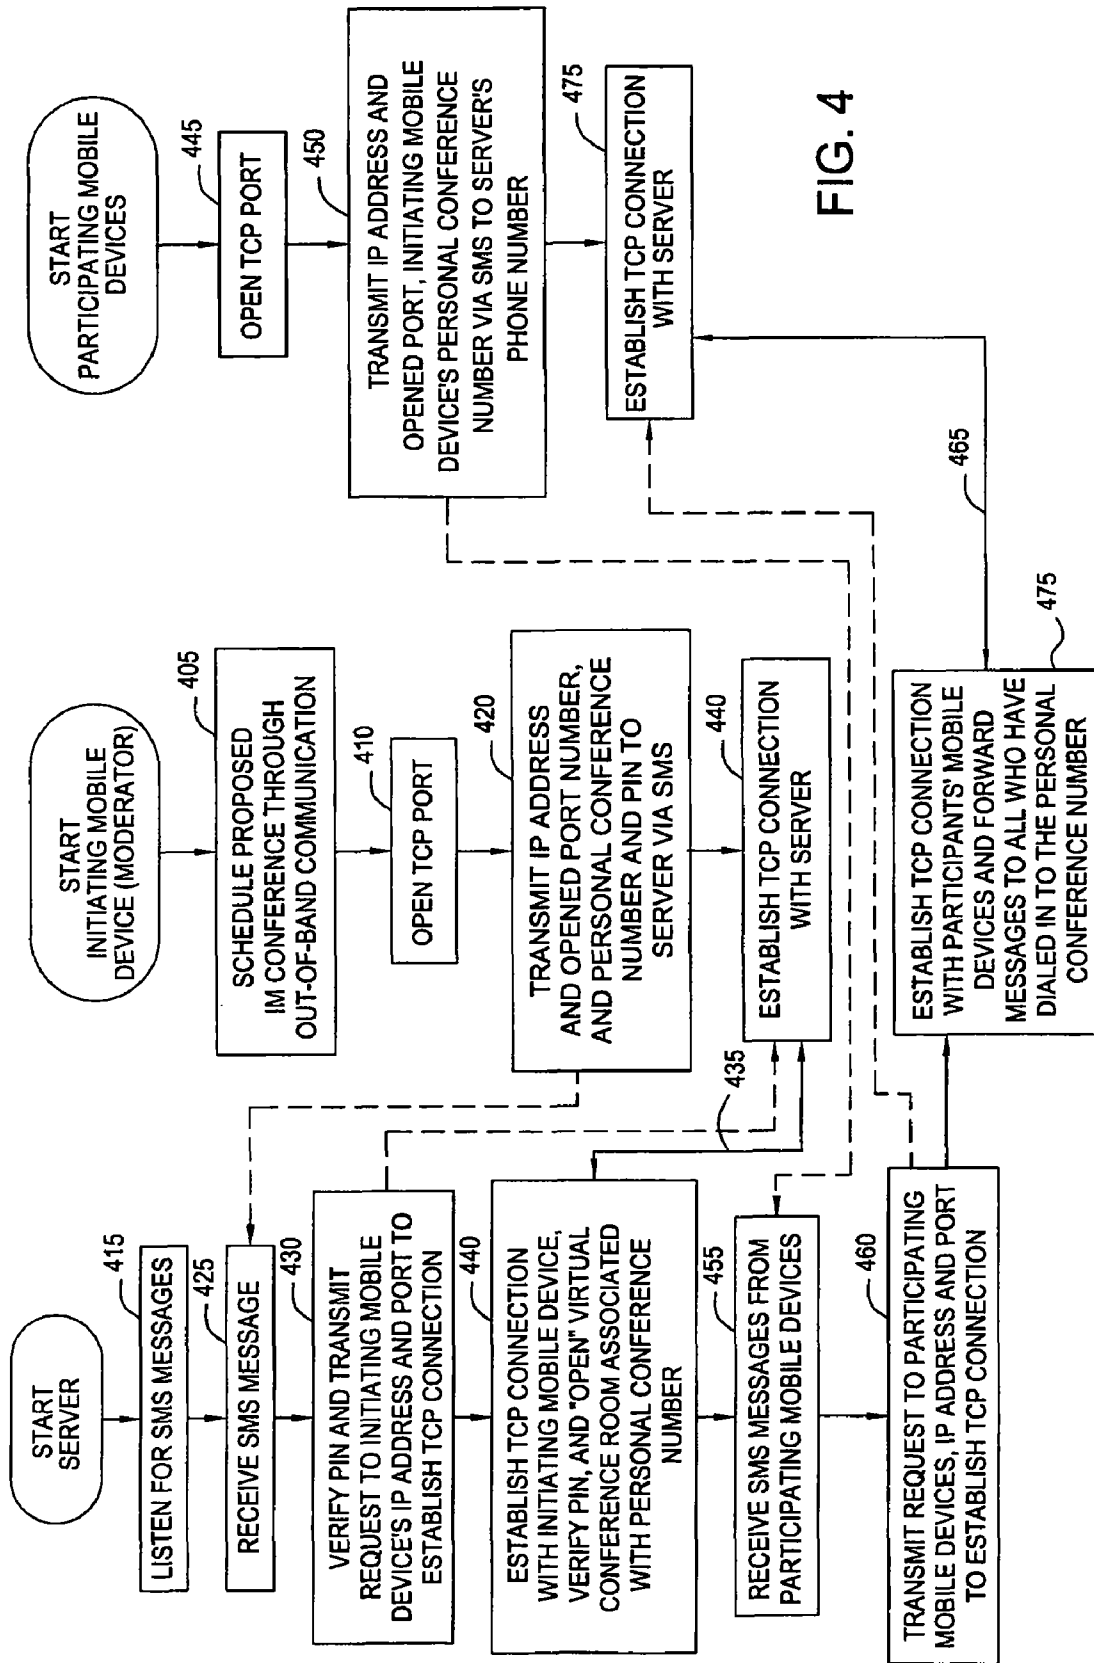 START
SERVER
415
LISTEN FOR SMS MESSAGES
425
RECEIVE SMS MESSAGE
430
VERIFY PIN AND TRANSMIT
REQUEST TO INITIATING MOBILE
DEVICE'S IP ADDRESS AND PORT TO
ESTABLISH TCP CONNECTION
440
ESTABLISH TCP CONNECTION
WITH INITIATING MOBILE DEVICE,
VERIFY PIN, AND "OPEN" VIRTUAL
CONFERENCE ROOM ASSOCIATED
WITH PERSONAL CONFERENCE
NUMBER
455
RECEIVE SMS MESSAGES FROM
PARTICIPATING MOBILE DEVICES
460
TRANSMIT REQUEST TO PARTICIPATING
MOBILE DEVICES, IP ADDRESS AND PORT
TO ESTABLISH TCP CONNECTION
START
INITIATING MOBILE
DEVICE (MODERATOR)
405
SCHEDULE PROPOSED
IM CONFERENCE THROUGH
OUT-OF-BAND COMMUNICATION
410
OPEN TCP PORT
420
TRANSMIT IP ADDRESS
AND OPENED PORT NUMBER,
AND PERSONAL CONFERENCE
NUMBER AND PIN TO
SERVER VIA SMS
440
ESTABLISH TCP CONNECTION
WITH SERVER
435
475
ESTABLISH TCP CONNECTION
WITH PARTICIPANTS' MOBILE
DEVICES AND FORWARD
MESSAGES TO ALL WHO HAVE
DIALED IN TO THE PERSONAL
CONFERENCE NUMBER
START
PARTICIPATING MOBILE
DEVICES
445
OPEN TCP PORT
450
TRANSMIT IP ADDRESS AND
OPENED PORT, INITIATING MOBILE
DEVICE'S PERSONAL CONFERENCE
NUMBER VIA SMS TO SERVER'S
PHONE NUMBER
475
ESTABLISH TCP CONNECTION
WITH SERVER
465
FIG. 4